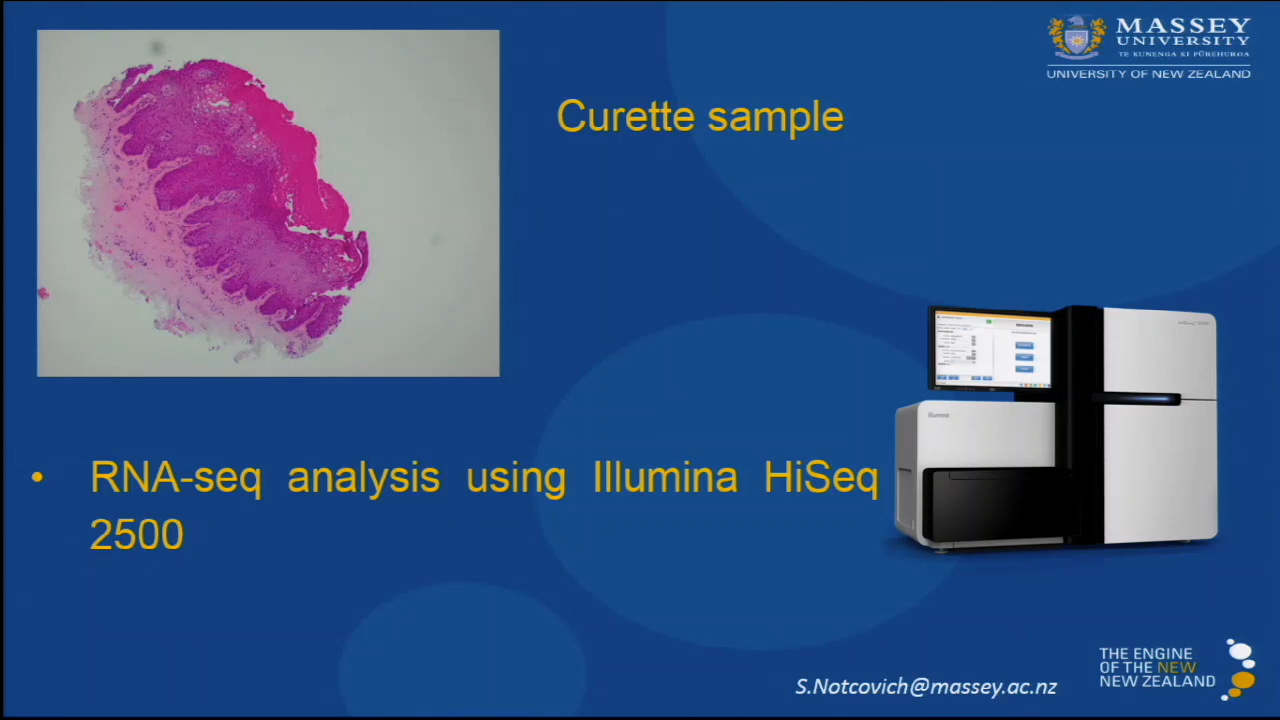 MASSEY
UNIVERSITY
TE KUNENGA KI PŪREHUROA
UNIVERSITY OF NEW ZEALAND
Curette sample
illumina
• RNA-seq analysis using Illumina HiSeq
2500
THE ENGINE
OF THE NEW
NEW ZEALAND
S.Notcovich@massey.ac.nz